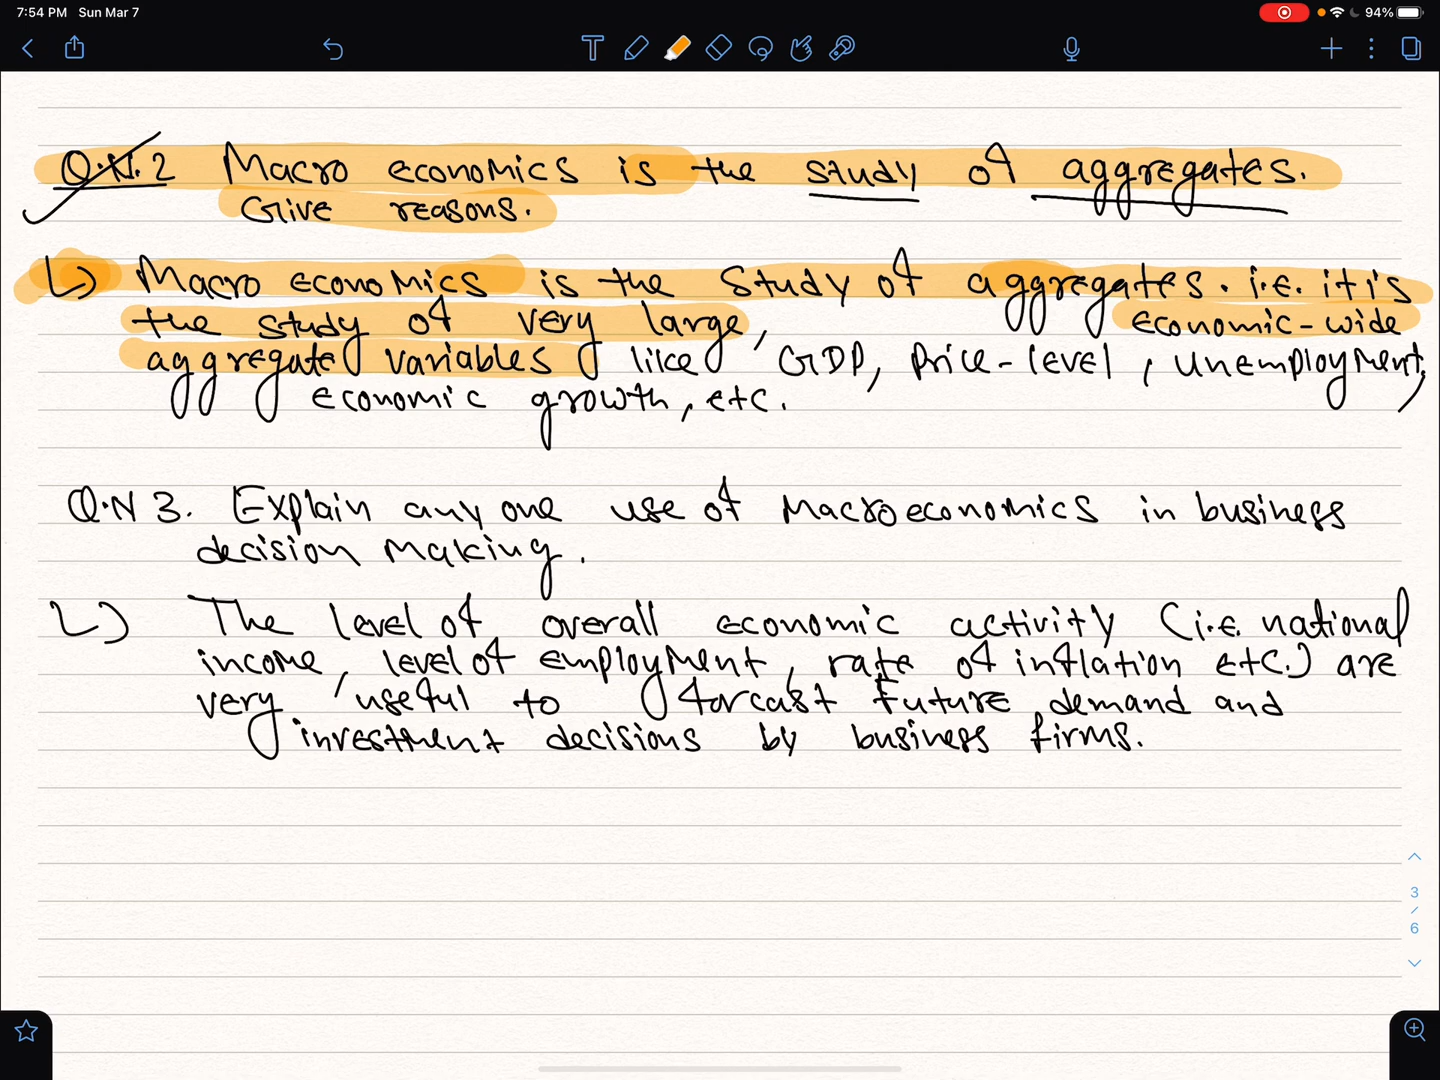 7:54 PM Sun Mar 7
94%
Q.N.2 Macro economics is the study of aggregates.
Give reasons.
Macro economics is the study of aggregates. i.e. it's
the study of very large, economic-wide
aggregate variables like GDP, Price-level, unemployment,
economic growth, etc.
Q.N 3. Explain any one use of Macroeconomics in business
decision Making.
The level of overall economic activity (i.e. national
income, level of employment, rate of inflation etc.) are
very useful to forcast future demand and
investment decisions by business firms.
3
/
6